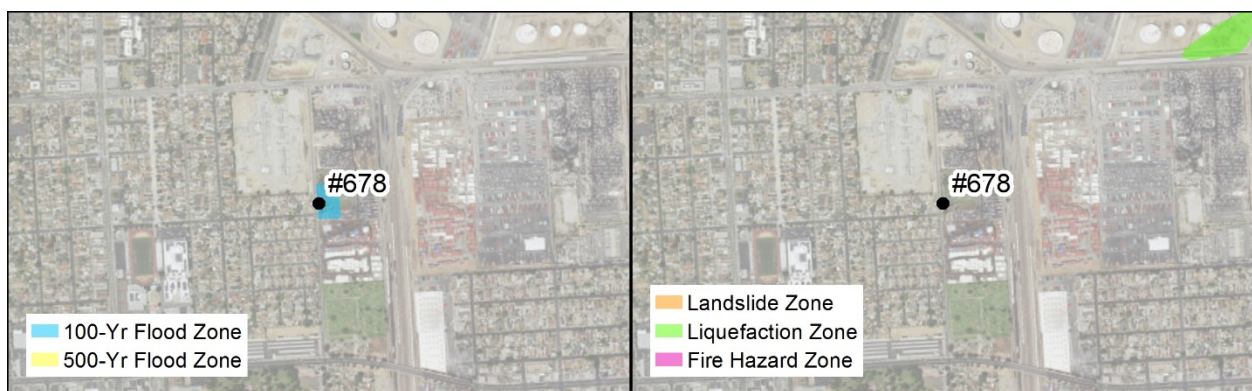 #678
100-Yr Flood Zone
500-Yr Flood Zone
#678
Landslide Zone
Liquefaction Zone
Fire Hazard Zone